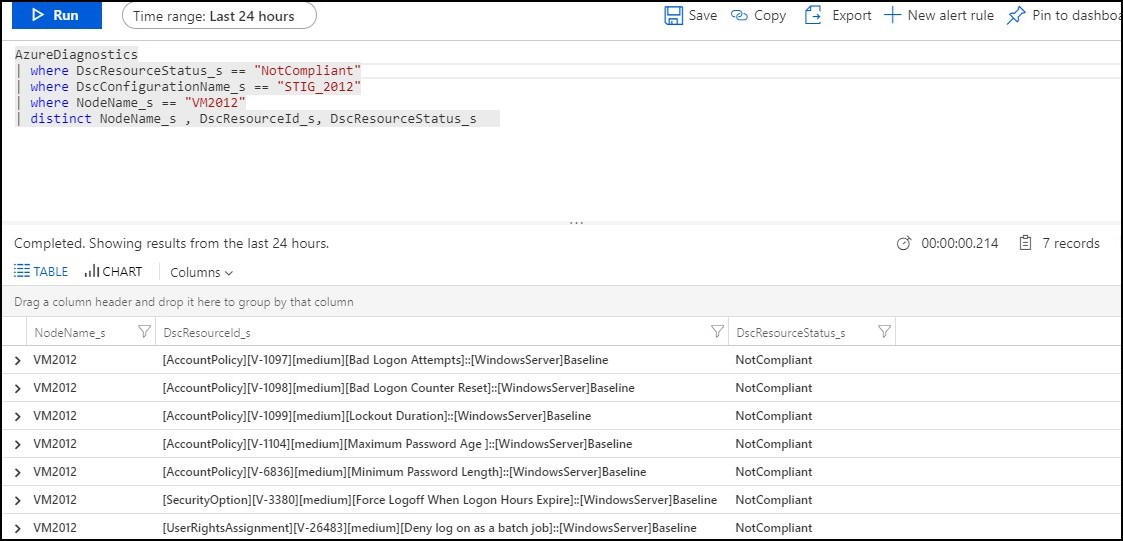 Run Time range: Last 24 hours Save Copy Export New alert rule Pin to dashboa
AzureDiagnostics
| where DscResourceStatus_s == "NotCompliant"
| where DscConfigurationName_s == "STIG_2012"
| where NodeName_s == "VM2012"
| distinct NodeName_s , DscResourceId_s, DscResourceStatus_s
Completed. Showing results from the last 24 hours. 00:00:00.214 7 records
TABLE CHART Columns
Drag a column header and drop it here to group by that column
NodeName_s DscResourceId_s DscResourceStatus_s
VM2012 [AccountPolicy][V-1097][medium][Bad Logon Attempts]::[WindowsServer]Baseline NotCompliant
VM2012 [AccountPolicy][V-1098][medium][Bad Logon Counter Reset]::[WindowsServer]Baseline NotCompliant
VM2012 [AccountPolicy][V-1099][medium][Lockout Duration]::[WindowsServer]Baseline NotCompliant
VM2012 [AccountPolicy][V-1104][medium][Maximum Password Age ]::[WindowsServer]Baseline NotCompliant
VM2012 [AccountPolicy][V-6836][medium][Minimum Password Length]::[WindowsServer]Baseline NotCompliant
VM2012 [SecurityOption][V-3380][medium][Force Logoff When Logon Hours Expire]::[WindowsServer]Baseline NotCompliant
VM2012 [UserRightsAssignment][V-26483][medium][Deny log on as a batch job]::[WindowsServer]Baseline NotCompliant